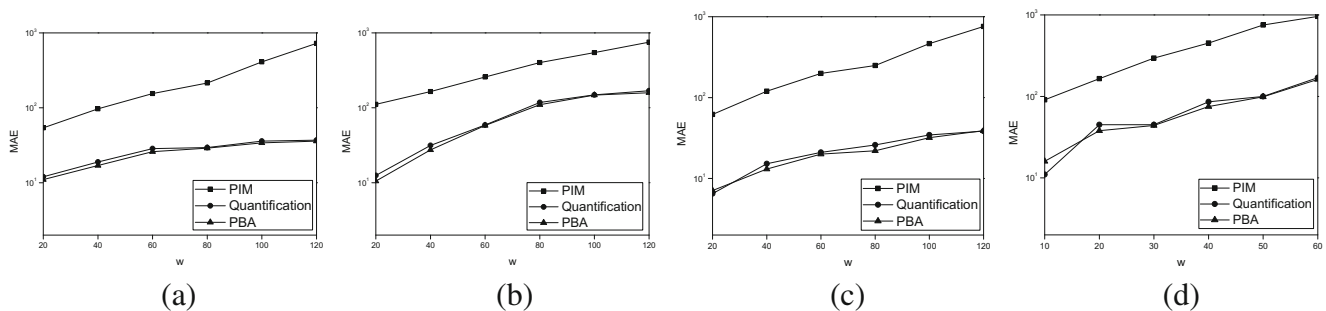 10³
10²
10¹
MAE
PIM
Quantification
PBA
20 40 60 80 100 120
w
(a)
10³
10²
10¹
MAE
PIM
Quantification
PBA
20 40 60 80 100 120
w
(b)
10³
10²
10¹
MAE
PIM
Quantification
PBA
20 40 60 80 100 120
w
(c)
10³
10²
10¹
MAE
PIM
Quantification
PBA
10 20 30 40 50 60
w
(d)